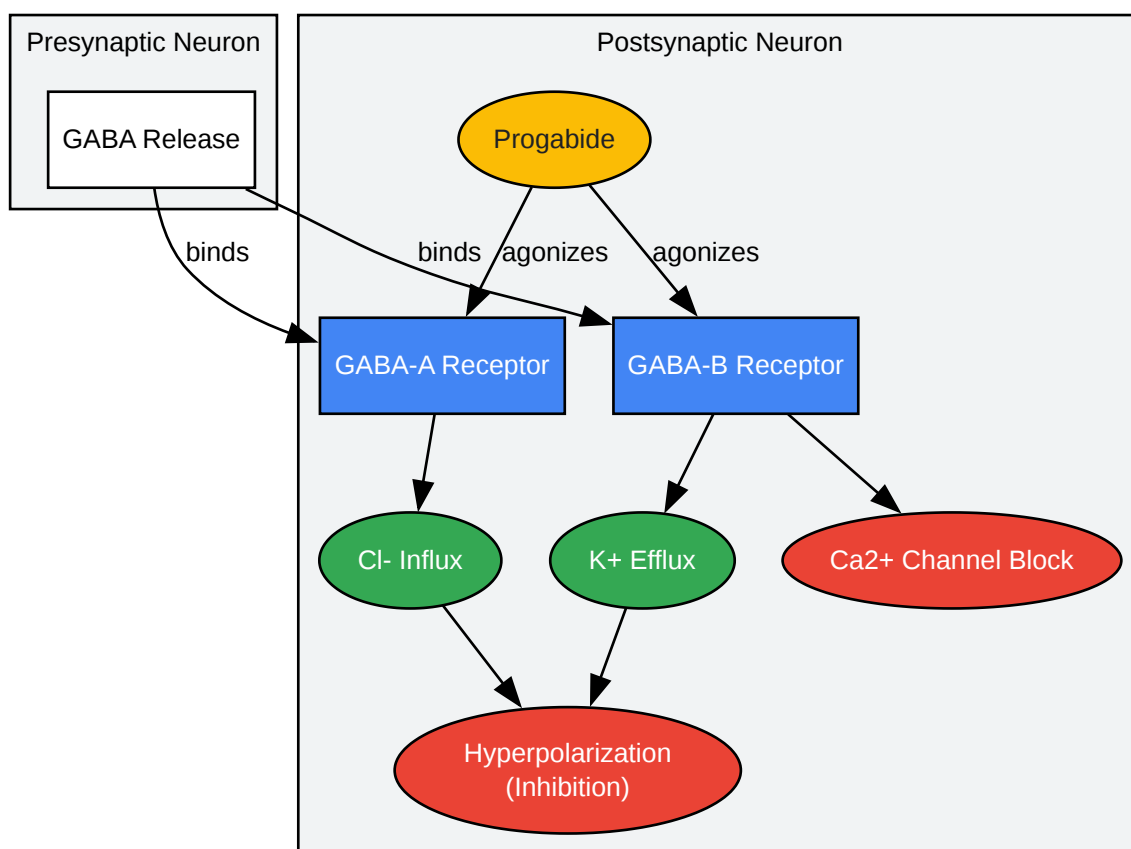 Presynaptic Neuron
Postsynaptic Neuron
GABA Release
Progabide
binds
binds
agonizes
agonizes
GABA-A Receptor
GABA-B Receptor
Cl- Influx
K+ Efflux
Ca2+ Channel Block
Hyperpolarization
(Inhibition)